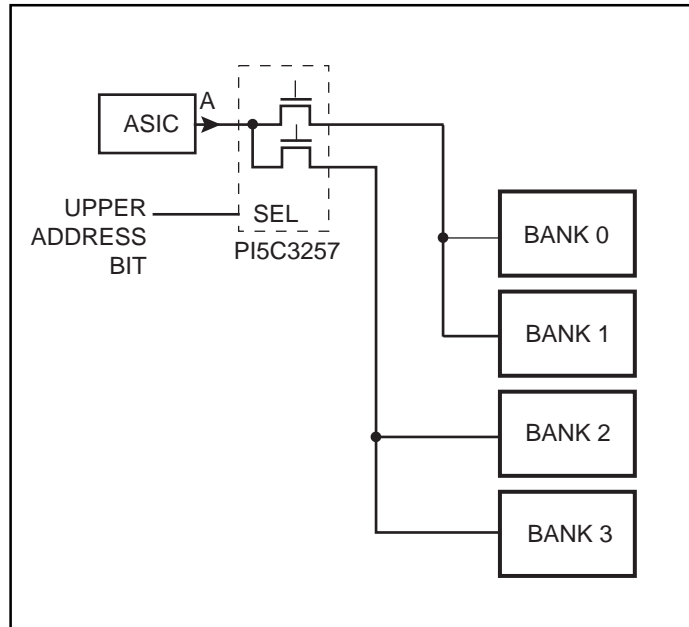 A
ASIC
UPPER
ADDRESS
BIT
SEL
PI5C3257
BANK 0
BANK 1
BANK 2
BANK 3